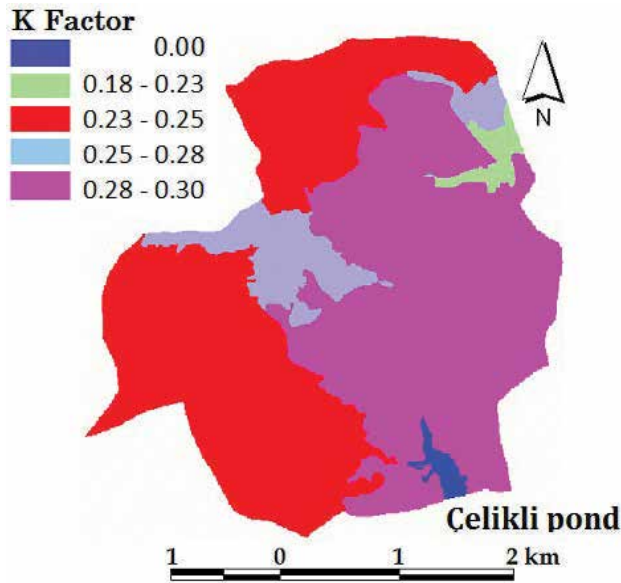 K Factor
0.00
0.18 - 0.23
0.23 - 0.25
0.25 - 0.28
0.28 - 0.30
N
Çelikli pond
1 0 1 2 km